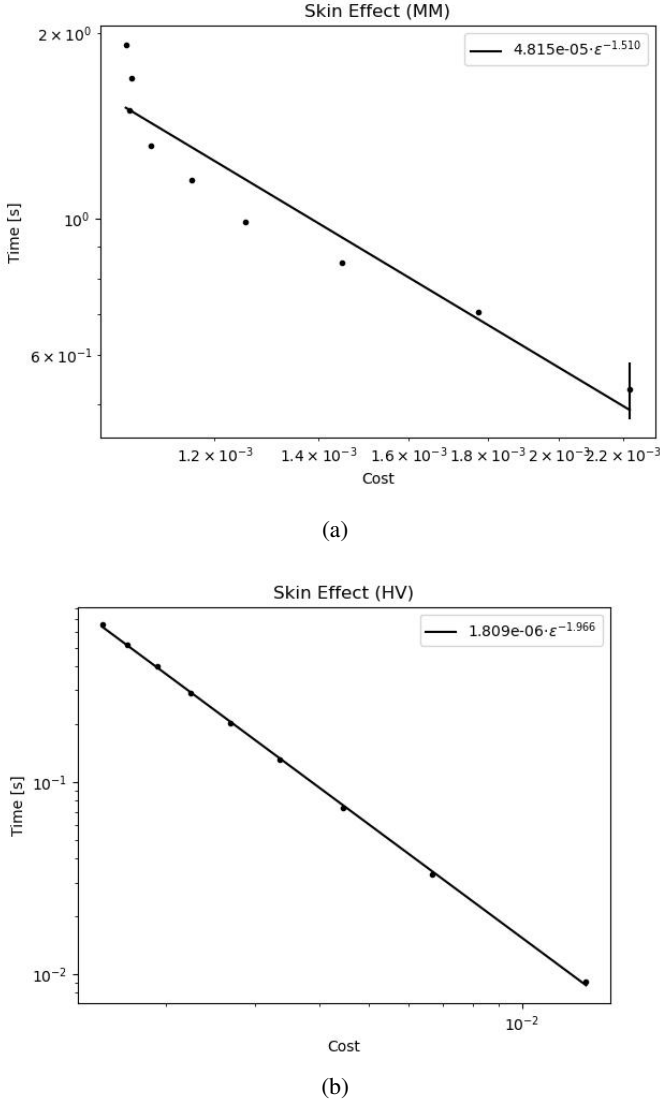 Skin Effect (MM)
4.815e-05·ε^−1.510
2 × 10^0
10^0
6 × 10^−1
Time [s]
1.2 × 10^−3 1.4 × 10^−3 1.6 × 10^−3 1.8 × 10^−3 2 × 10^−3 2.2 × 10^−3
Cost
(a)
Skin Effect (HV)
1.809e-06·ε^−1.966
10^−1
10^−2
Time [s]
10^−2
Cost
(b)